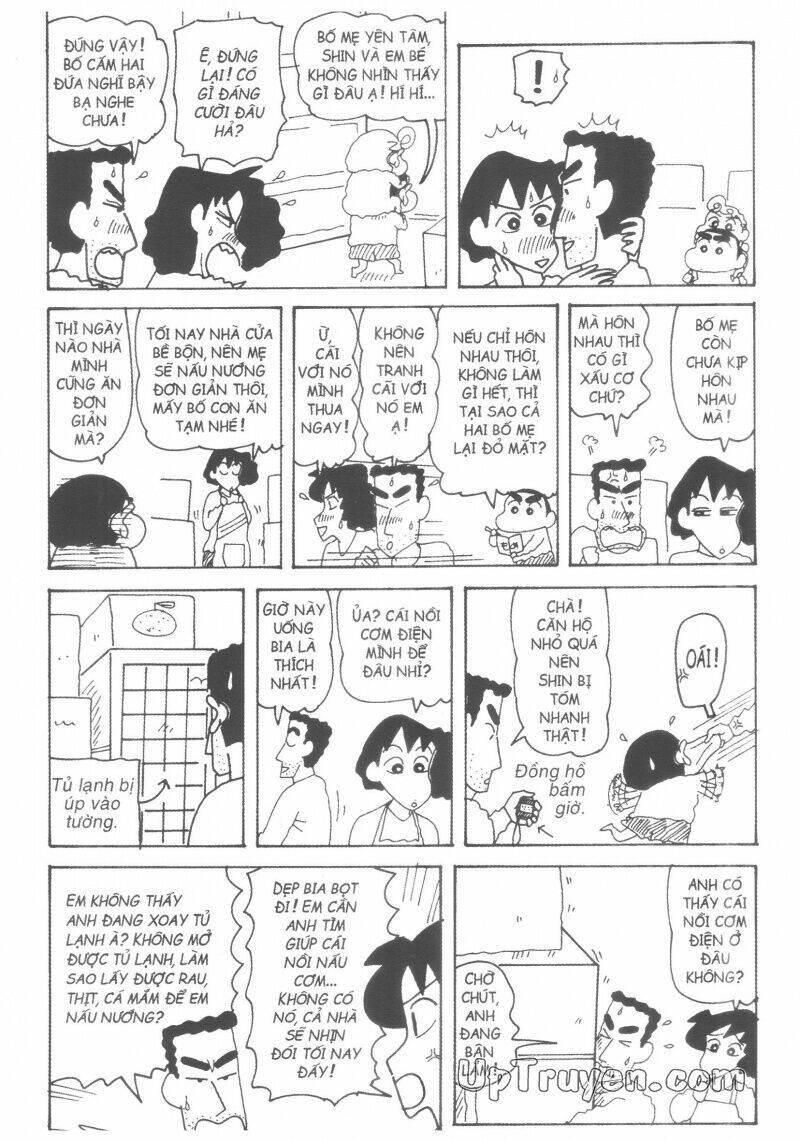 !
BỐ MẸ YÊN TÂM,
SHIN VÀ EM BÉ
KHÔNG NHÌN THẤY
GÌ ĐÂU Ạ! HÍ HÍ...
Ê, ĐỨNG
LẠI! CÓ
GÌ ĐÁNG
CƯỜI ĐÂU
HẢ?
ĐÚNG VẬY!
BỐ CẤM HAI
ĐỨA NGHĨ BẬY
BẠ NGHE
CHƯA!
BỐ MẸ
CÒN
CHƯA KỊP
HÔN
NHAU
MÀ!
MÀ HÔN
NHAU THÌ
CÓ GÌ
XẤU CƠ
CHỨ?
NẾU CHỈ HÔN
NHAU THÔI,
KHÔNG LÀM
GÌ HẾT, THÌ
TẠI SAO CẢ
HAI BỐ MẸ
LẠI ĐỎ MẶT?
KHÔNG
NÊN
TRANH
CÃI VỚI
NÓ EM
Ạ!
Ừ,
CÃI
VỚI NÓ
MÌNH
THUA
NGAY!
TỐI NAY NHÀ CỬA
BỀ BỘN, NÊN MẸ
SẼ NẤU NƯỚNG
ĐƠN GIẢN THÔI,
MẤY BỐ CON ĂN
TẠM NHÉ!
THÌ NGÀY
NÀO NHÀ
MÌNH
CŨNG ĂN
ĐƠN
GIẢN
MÀ?
OÁI!
CHÀ!
CĂN HỘ
NHỎ QUÁ
NÊN
SHIN BỊ
TÓM
NHANH
THẬT!
Đồng hồ
bấm
giờ.
ỦA? CÁI NỒI
CƠM ĐIỆN
MÌNH ĐỂ
ĐÂU NHỈ?
GIỜ NÀY
UỐNG
BIA LÀ
THÍCH
NHẤT!
Tủ lạnh bị
úp vào
tường.
ANH CÓ
THẤY CÁI
NỒI CƠM
ĐIỆN Ở
ĐÂU
KHÔNG?
CHỜ
CHÚT,
ANH
ĐANG
BẬN
LẮM!
DẸP BIA BỌT
ĐI! EM CẦN
ANH TÌM
GIÚP CÁI
NỒI NẤU
CƠM...
KHÔNG CÓ
NÓ, CẢ NHÀ
SẼ NHỊN
ĐÓI TỐI NAY
ĐẤY!
EM KHÔNG THẤY
ANH ĐANG XOAY TỦ
LẠNH À? KHÔNG MỞ
ĐƯỢC TỦ LẠNH, LÀM
SAO LẤY ĐƯỢC RAU,
THỊT, CÁ MẮM ĐỂ EM
NẤU NƯỚNG?
UpTruyen.com